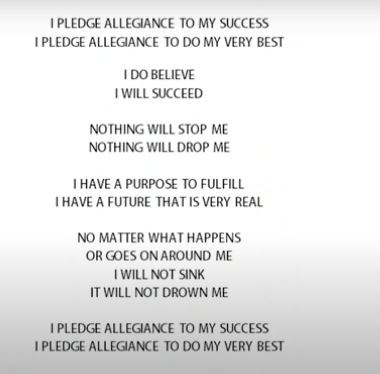 I PLEDGE ALLEGIANCE TO MY SUCCESS
I PLEDGE ALLEGIANCE TO DO MY VERY BEST
I DO BELIEVE
I WILL SUCCEED
NOTHING WILL STOP ME
NOTHING WILL DROP ME
I HAVE A PURPOSE TO FULFILL
I HAVE A FUTURE THAT IS VERY REAL
NO MATTER WHAT HAPPENS
OR GOES ON AROUND ME
I WILL NOT SINK
IT WILL NOT DROWN ME
I PLEDGE ALLEGIANCE TO MY SUCCESS
I PLEDGE ALLEGIANCE TO DO MY VERY BEST